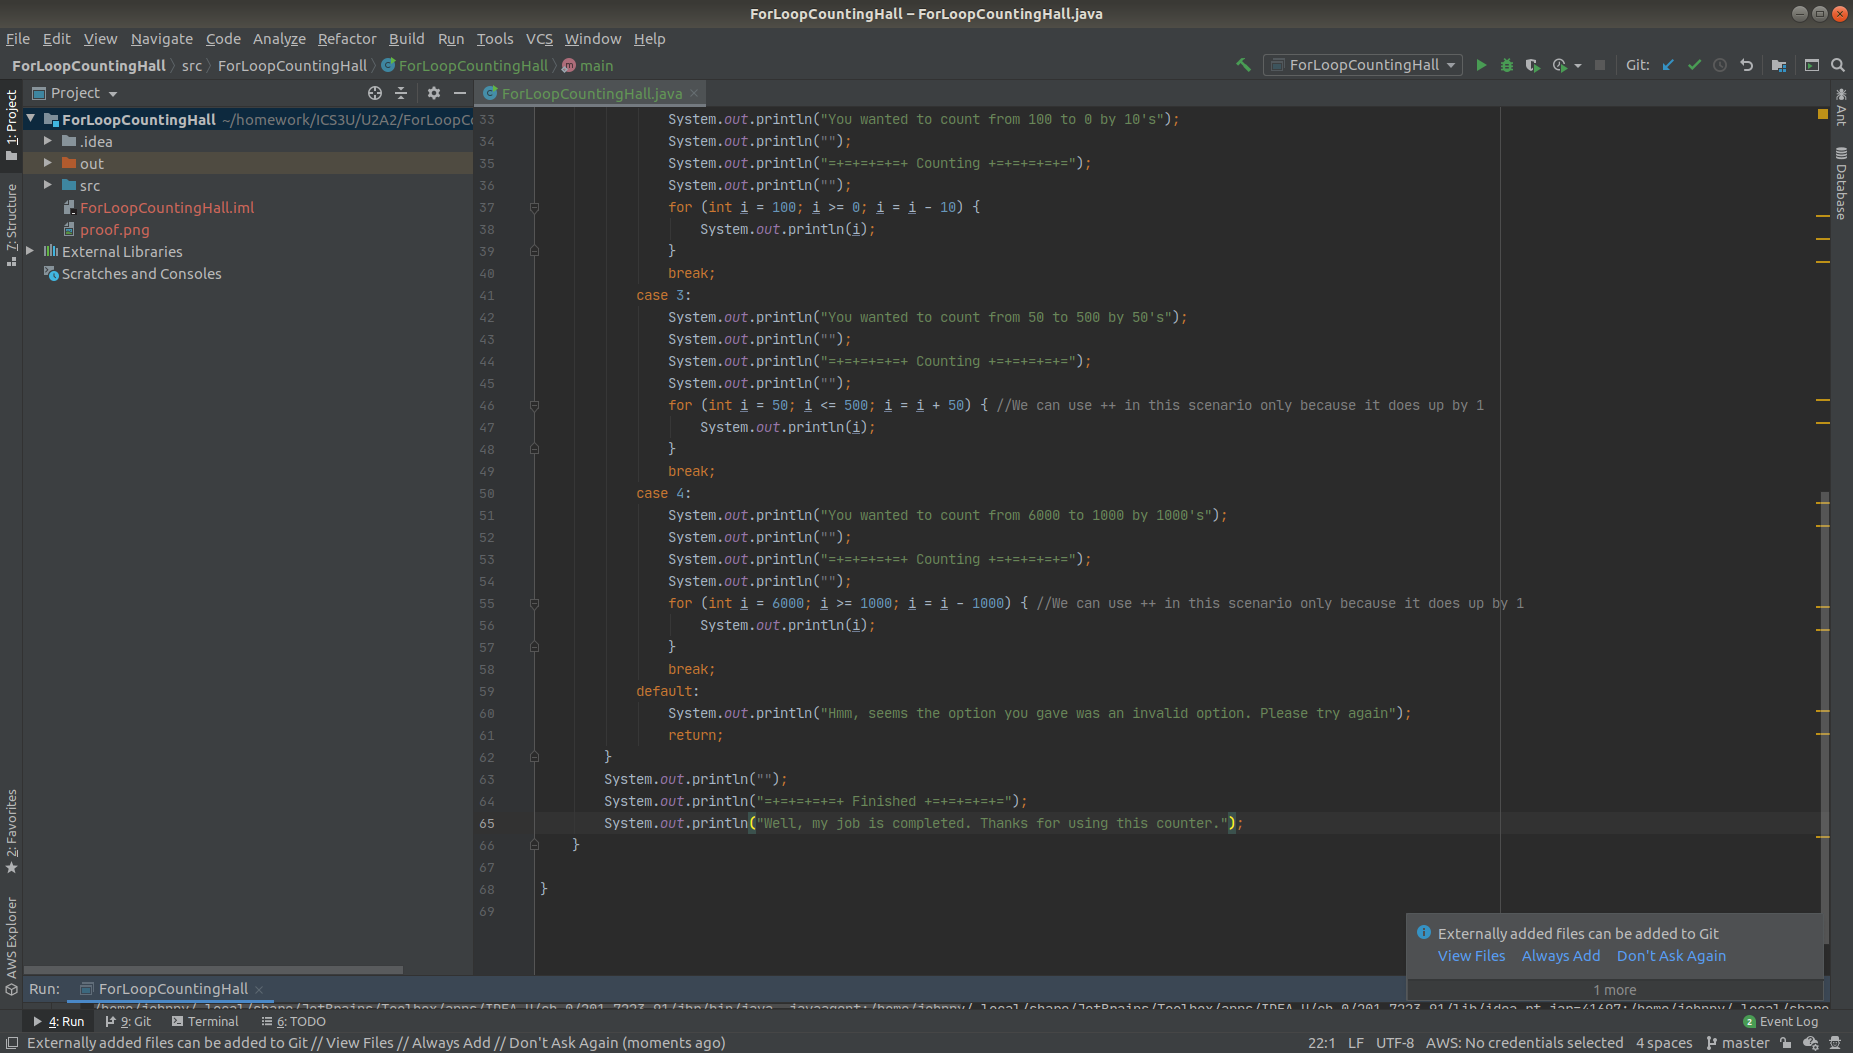 ForLoopCountingHall – ForLoopCountingHall.java
File Edit View Navigate Code Analyze Refactor Build Run Tools VCS Window Help
ForLoopCountingHall src ForLoopCountingHall ForLoopCountingHall main
ForLoopCountingHall Git:
1: Project
7: Structure
2: Favorites
AWS Explorer
Project
ForLoopCountingHall ~/homework/ICS3U/U2A2/ForLoopCo
.idea
out
src
ForLoopCountingHall.iml
proof.png
External Libraries
Scratches and Consoles
ForLoopCountingHall.java
33 System.out.println("You wanted to count from 100 to 0 by 10's");
34 System.out.println("");
35 System.out.println("=+=+=+=+=+ Counting +=+=+=+=+=");
36 System.out.println("");
37 for (int i = 100; i >= 0; i = i - 10) {
38 System.out.println(i);
39 }
40 break;
41 case 3:
42 System.out.println("You wanted to count from 50 to 500 by 50's");
43 System.out.println("");
44 System.out.println("=+=+=+=+=+ Counting +=+=+=+=+=");
45 System.out.println("");
46 for (int i = 50; i <= 500; i = i + 50) { //We can use ++ in this scenario only because it does up by 1
47 System.out.println(i);
48 }
49 break;
50 case 4:
51 System.out.println("You wanted to count from 6000 to 1000 by 1000's");
52 System.out.println("");
53 System.out.println("=+=+=+=+=+ Counting +=+=+=+=+=");
54 System.out.println("");
55 for (int i = 6000; i >= 1000; i = i - 1000) { //We can use ++ in this scenario only because it does up by 1
56 System.out.println(i);
57 }
58 break;
59 default:
60 System.out.println("Hmm, seems the option you gave was an invalid option. Please try again");
61 return;
62 }
63 System.out.println("");
64 System.out.println("=+=+=+=+=+ Finished +=+=+=+=+=");
65 System.out.println("Well, my job is completed. Thanks for using this counter.");
66 }
67
68 }
69
Ant
Database
Externally added files can be added to Git
View Files Always Add Don't Ask Again
1 more
Run: ForLoopCountingHall
4: Run 9: Git Terminal 6: TODO
2 Event Log
Externally added files can be added to Git // View Files // Always Add // Don't Ask Again (moments ago)
22:1 LF UTF-8 AWS: No credentials selected 4 spaces master